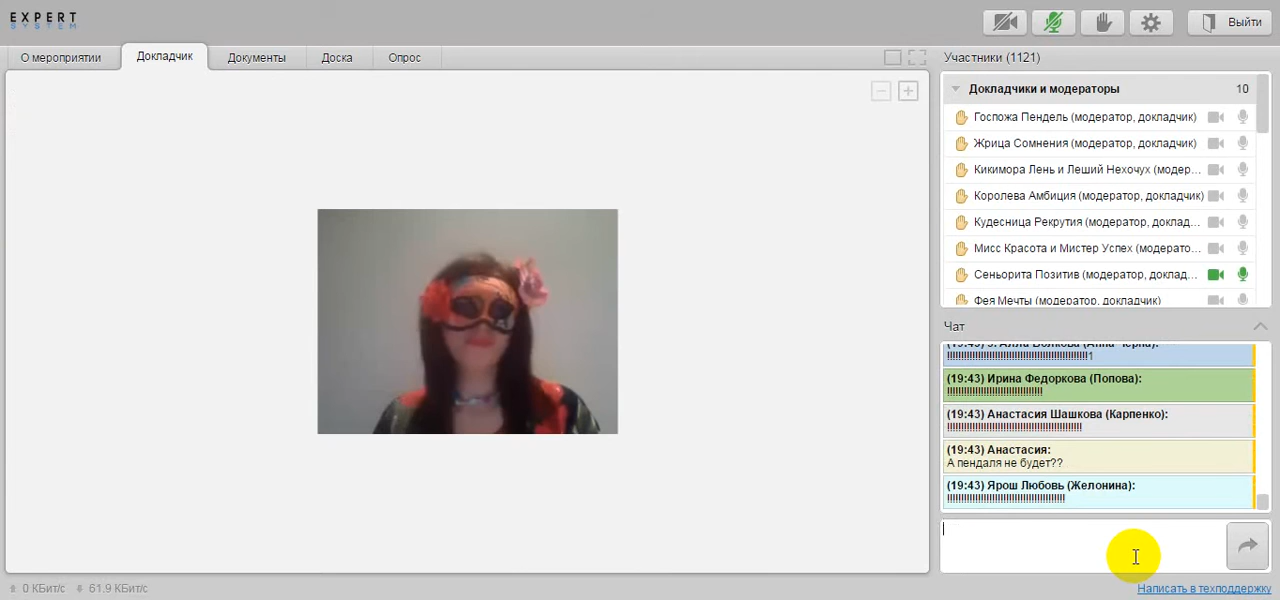 EXPERT
SYSTEM
Выйти
О мероприятии
Докладчик
Документы
Доска
Опрос
Участники (1121)
Докладчики и модераторы
10
Госпожа Пендель (модератор, докладчик)
Жрица Сомнения (модератор, докладчик)
Кикимора Лень и Леший Нехочух (модер...
Королева Амбиция (модератор, докладчик)
Кудесница Рекрутия (модератор, доклад...
Мисс Красота и Мистер Успех (модерато...
Сеньорита Позитив (модератор, доклад...
Фея Мечты (модератор, докладчик)
Чат
(19:43) Ирина Федоркова (Попова):
!!!!!!!!!!!!!!!!!!!!!!!!!!!!!!!!!!
(19:43) Анастасия Шашкова (Карпенко):
!!!!!!!!!!!!!!!!!!!!!!!!!!!!!!!!!!!!!!!!!!!!!!!!
(19:43) Анастасия:
А пендаля не будет??
(19:43) Ярош Любовь (Желонина):
!!!!!!!!!!!!!!!!!!!!!!!!!!!!!!!!!!!!!!!!!!
0 КБит/с
61.9 КБит/с
Написать в техподдержку